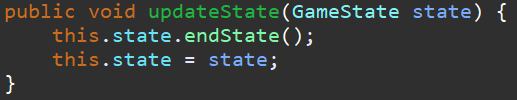 public void updateState(GameState state) {
    this.state.endState();
    this.state = state;
}